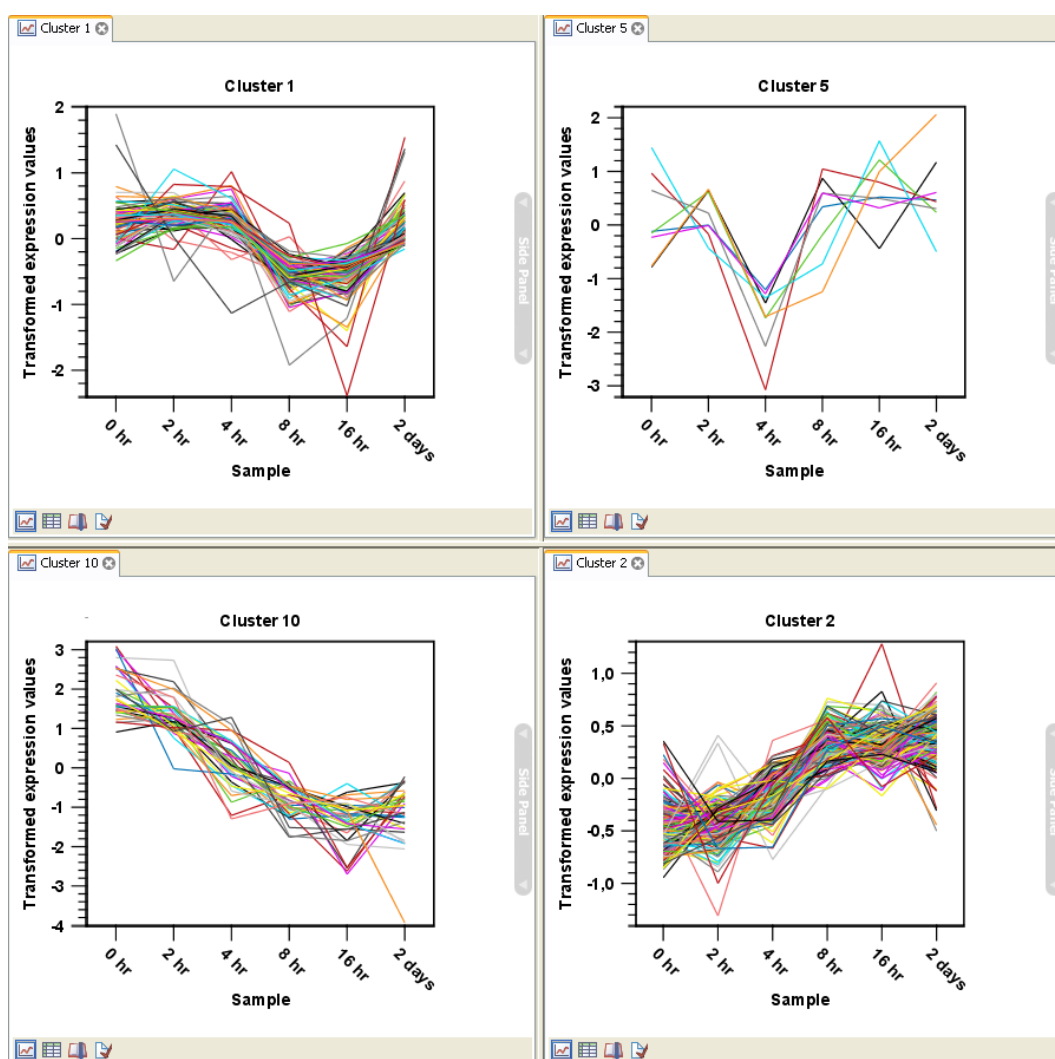 Cluster 1
Cluster 1
Transformed expression values
2
1
0
-1
-2
0 hr
2 hr
4 hr
8 hr
16 hr
2 days
Sample
Side Panel
Cluster 5
Cluster 5
Transformed expression values
2
1
0
-1
-2
-3
0 hr
2 hr
4 hr
8 hr
16 hr
2 days
Sample
Side Panel
Cluster 10
Cluster 10
Transformed expression values
3
2
1
0
-1
-2
-3
-4
0 hr
2 hr
4 hr
8 hr
16 hr
2 days
Sample
Side Panel
Cluster 2
Cluster 2
Transformed expression values
1,0
0,5
0,0
-0,5
-1,0
0 hr
2 hr
4 hr
8 hr
16 hr
2 days
Sample
Side Panel